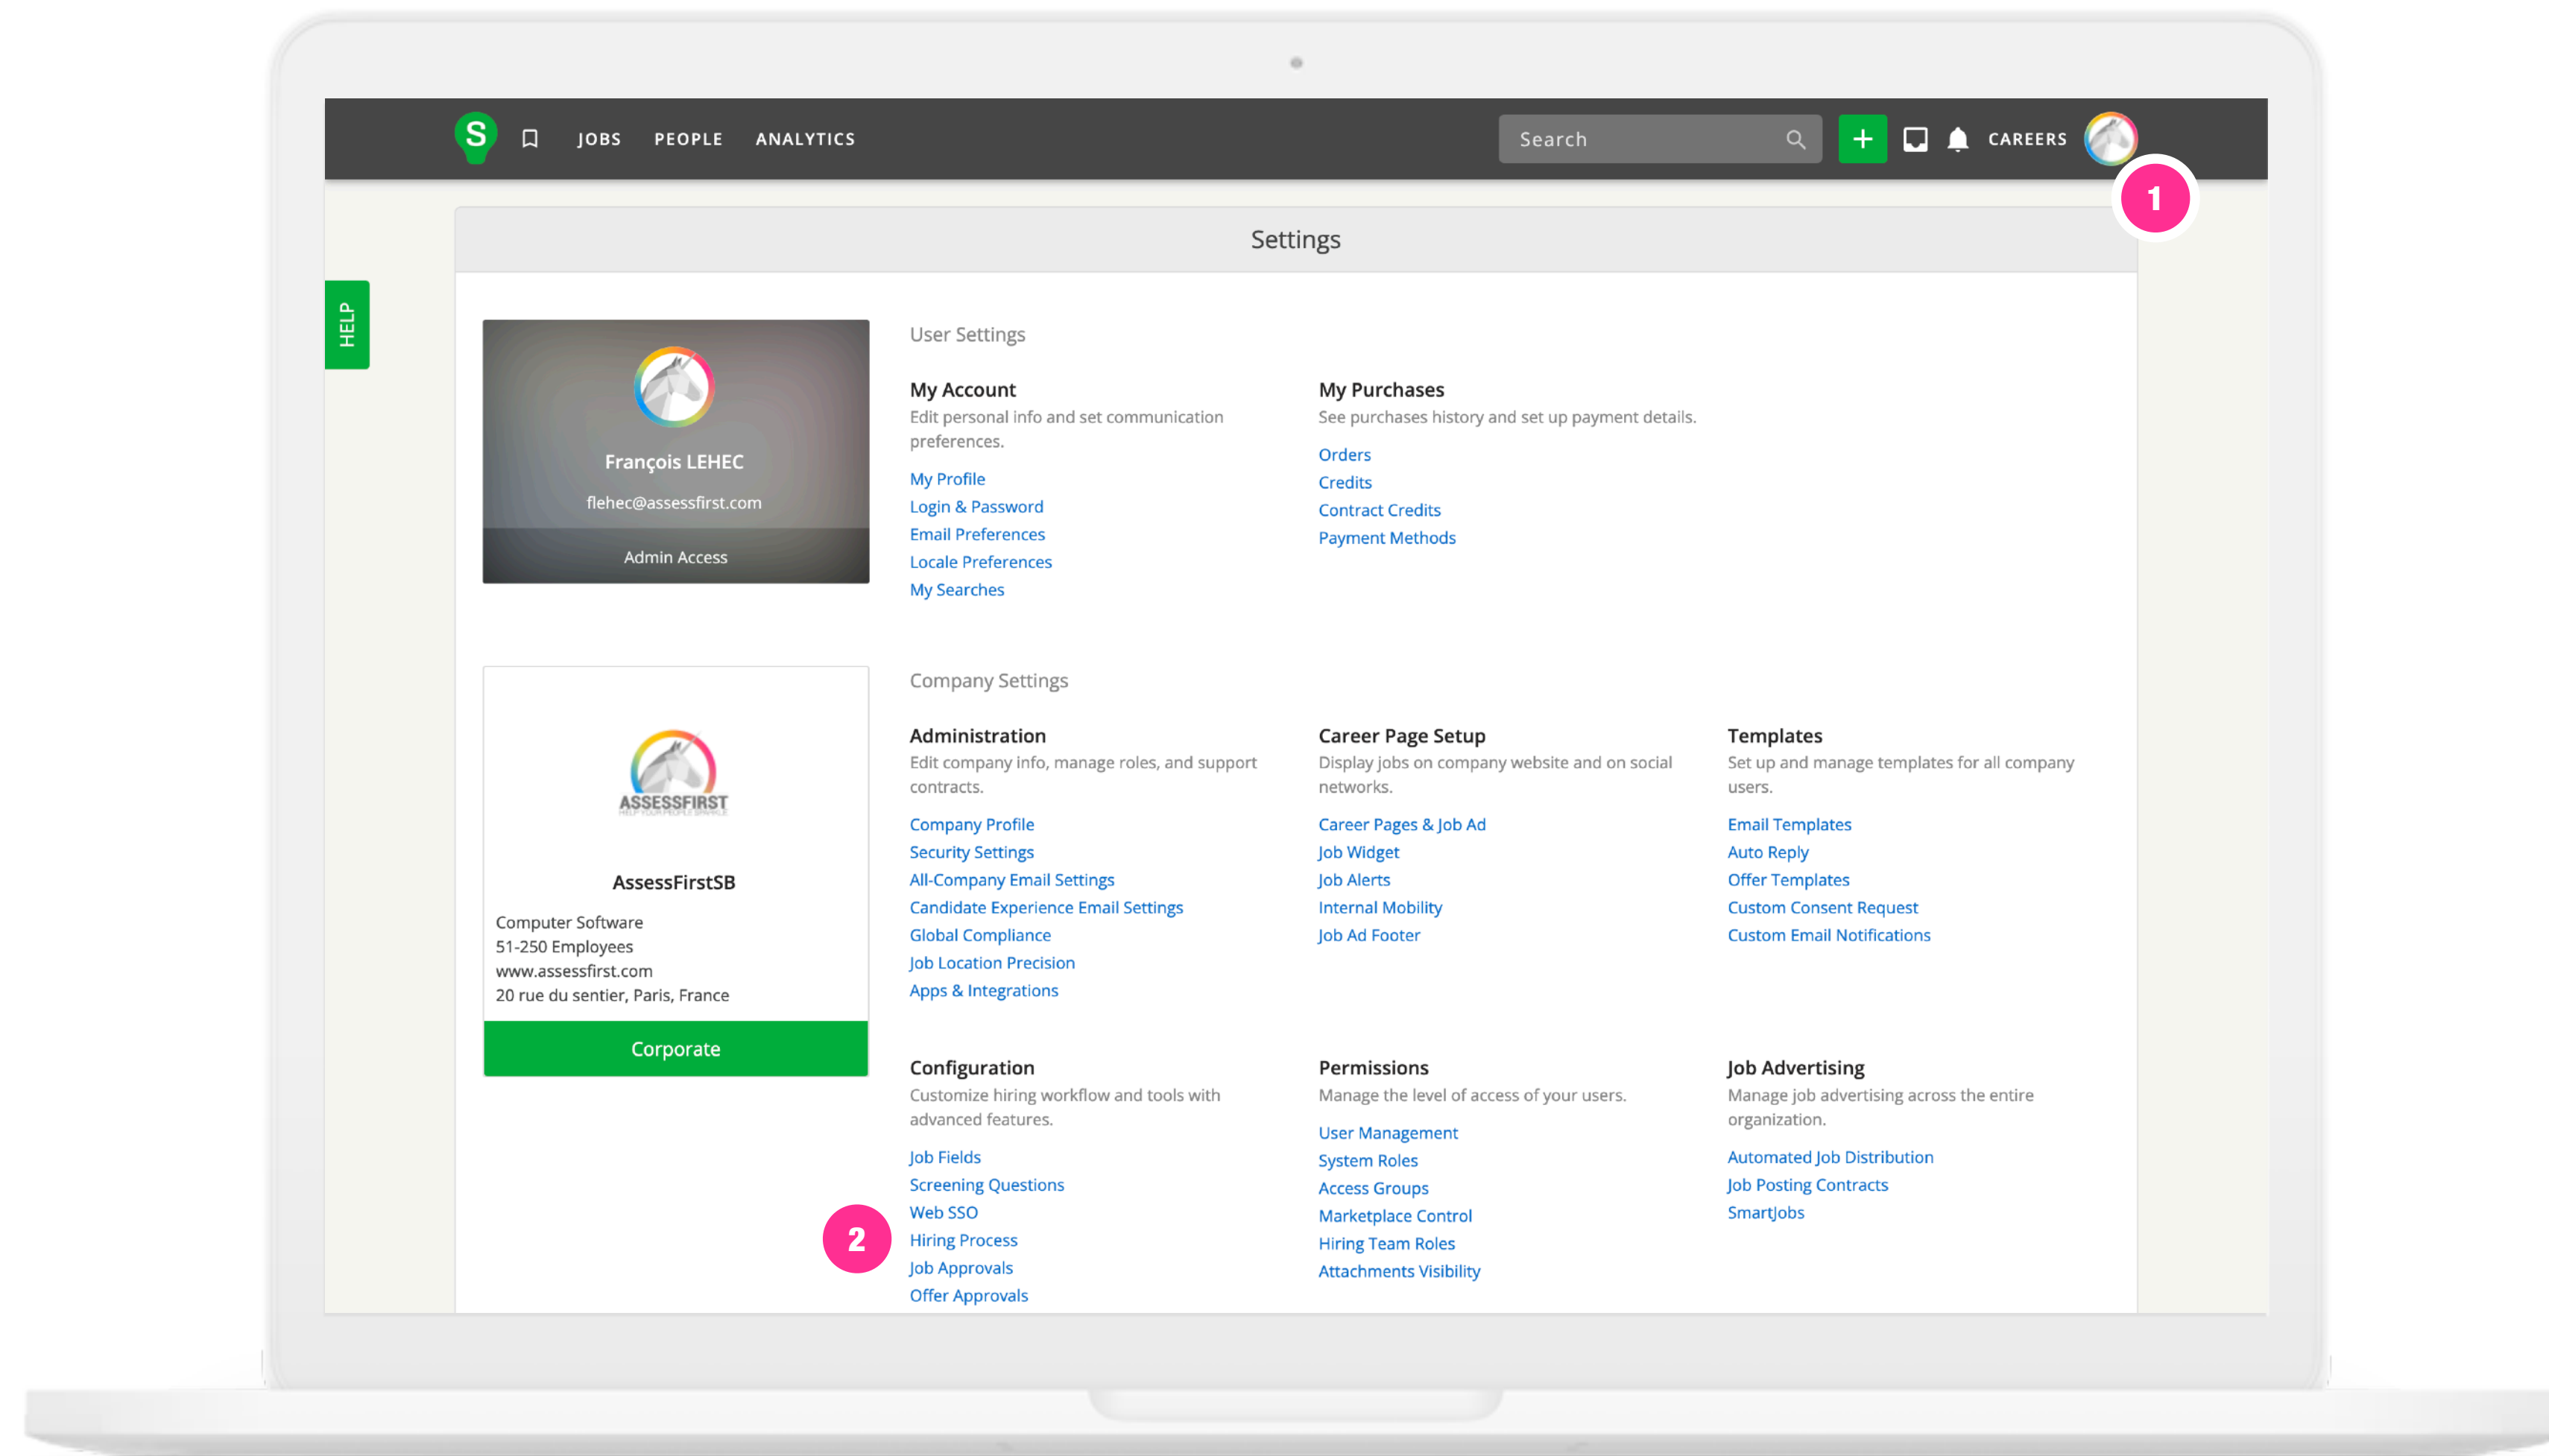 S
JOBS PEOPLE ANALYTICS
Search
+
CAREERS
1
Settings
HELP
François LEHEC
flehec@assessfirst.com
Admin Access
User Settings
My Account
Edit personal info and set communication
preferences.
My Profile
Login & Password
Email Preferences
Locale Preferences
My Searches
My Purchases
See purchases history and set up payment details.
Orders
Credits
Contract Credits
Payment Methods
ASSESSFIRST
HELP YOUR PEOPLE SPARKLE
AssessFirstSB
Computer Software
51-250 Employees
www.assessfirst.com
20 rue du sentier, Paris, France
Corporate
Company Settings
Administration
Edit company info, manage roles, and support
contracts.
Company Profile
Security Settings
All-Company Email Settings
Candidate Experience Email Settings
Global Compliance
Job Location Precision
Apps & Integrations
Career Page Setup
Display jobs on company website and on social
networks.
Career Pages & Job Ad
Job Widget
Job Alerts
Internal Mobility
Job Ad Footer
Templates
Set up and manage templates for all company
users.
Email Templates
Auto Reply
Offer Templates
Custom Consent Request
Custom Email Notifications
Configuration
Customize hiring workflow and tools with
advanced features.
Job Fields
Screening Questions
Web SSO
2
Hiring Process
Job Approvals
Offer Approvals
Permissions
Manage the level of access of your users.
User Management
System Roles
Access Groups
Marketplace Control
Hiring Team Roles
Attachments Visibility
Job Advertising
Manage job advertising across the entire
organization.
Automated Job Distribution
Job Posting Contracts
SmartJobs